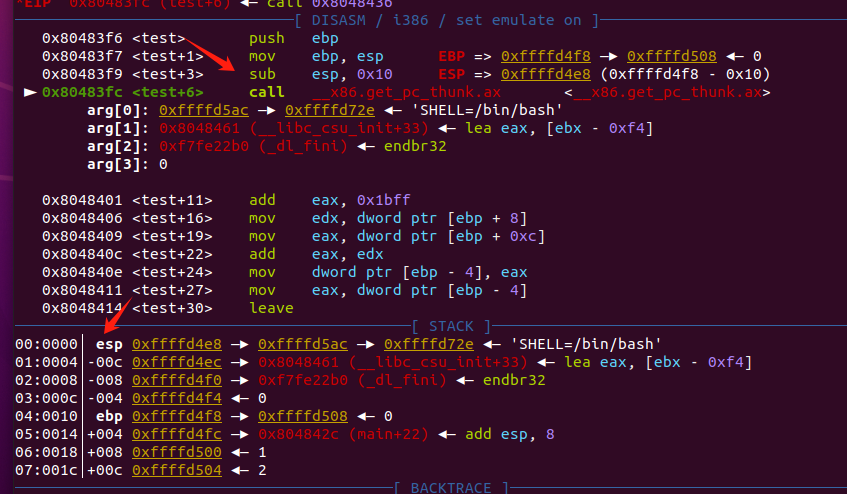 *EIP  0x80483fc (test+6) ◂— call 0x8048436
[ DISASM / i386 / set emulate on ]
0x80483f6 <test>       push   ebp
0x80483f7 <test+1>     mov    ebp, esp       EBP => 0xffffd4f8 —▸ 0xffffd508 ◂— 0
0x80483f9 <test+3>     sub    esp, 0x10      ESP => 0xffffd4e8 (0xffffd4f8 - 0x10)
► 0x80483fc <test+6>     call   __x86.get_pc_thunk.ax       <__x86.get_pc_thunk.ax>
arg[0]: 0xffffd5ac —▸ 0xffffd72e ◂— 'SHELL=/bin/bash'
arg[1]: 0x8048461 (__libc_csu_init+33) ◂— lea eax, [ebx - 0xf4]
arg[2]: 0xf7fe22b0 (_dl_fini) ◂— endbr32
arg[3]: 0
0x8048401 <test+11>    add    eax, 0x1bff
0x8048406 <test+16>    mov    edx, dword ptr [ebp + 8]
0x8048409 <test+19>    mov    eax, dword ptr [ebp + 0xc]
0x804840c <test+22>    add    eax, edx
0x804840e <test+24>    mov    dword ptr [ebp - 4], eax
0x8048411 <test+27>    mov    eax, dword ptr [ebp - 4]
0x8048414 <test+30>    leave
[ STACK ]
00:0000│ esp 0xffffd4e8 —▸ 0xffffd5ac —▸ 0xffffd72e ◂— 'SHELL=/bin/bash'
01:0004│-00c 0xffffd4ec —▸ 0x8048461 (__libc_csu_init+33) ◂— lea eax, [ebx - 0xf4]
02:0008│-008 0xffffd4f0 —▸ 0xf7fe22b0 (_dl_fini) ◂— endbr32
03:000c│-004 0xffffd4f4 ◂— 0
04:0010│ ebp 0xffffd4f8 —▸ 0xffffd508 ◂— 0
05:0014│+004 0xffffd4fc —▸ 0x804842c (main+22) ◂— add esp, 8
06:0018│+008 0xffffd500 ◂— 1
07:001c│+00c 0xffffd504 ◂— 2
[ BACKTRACE ]